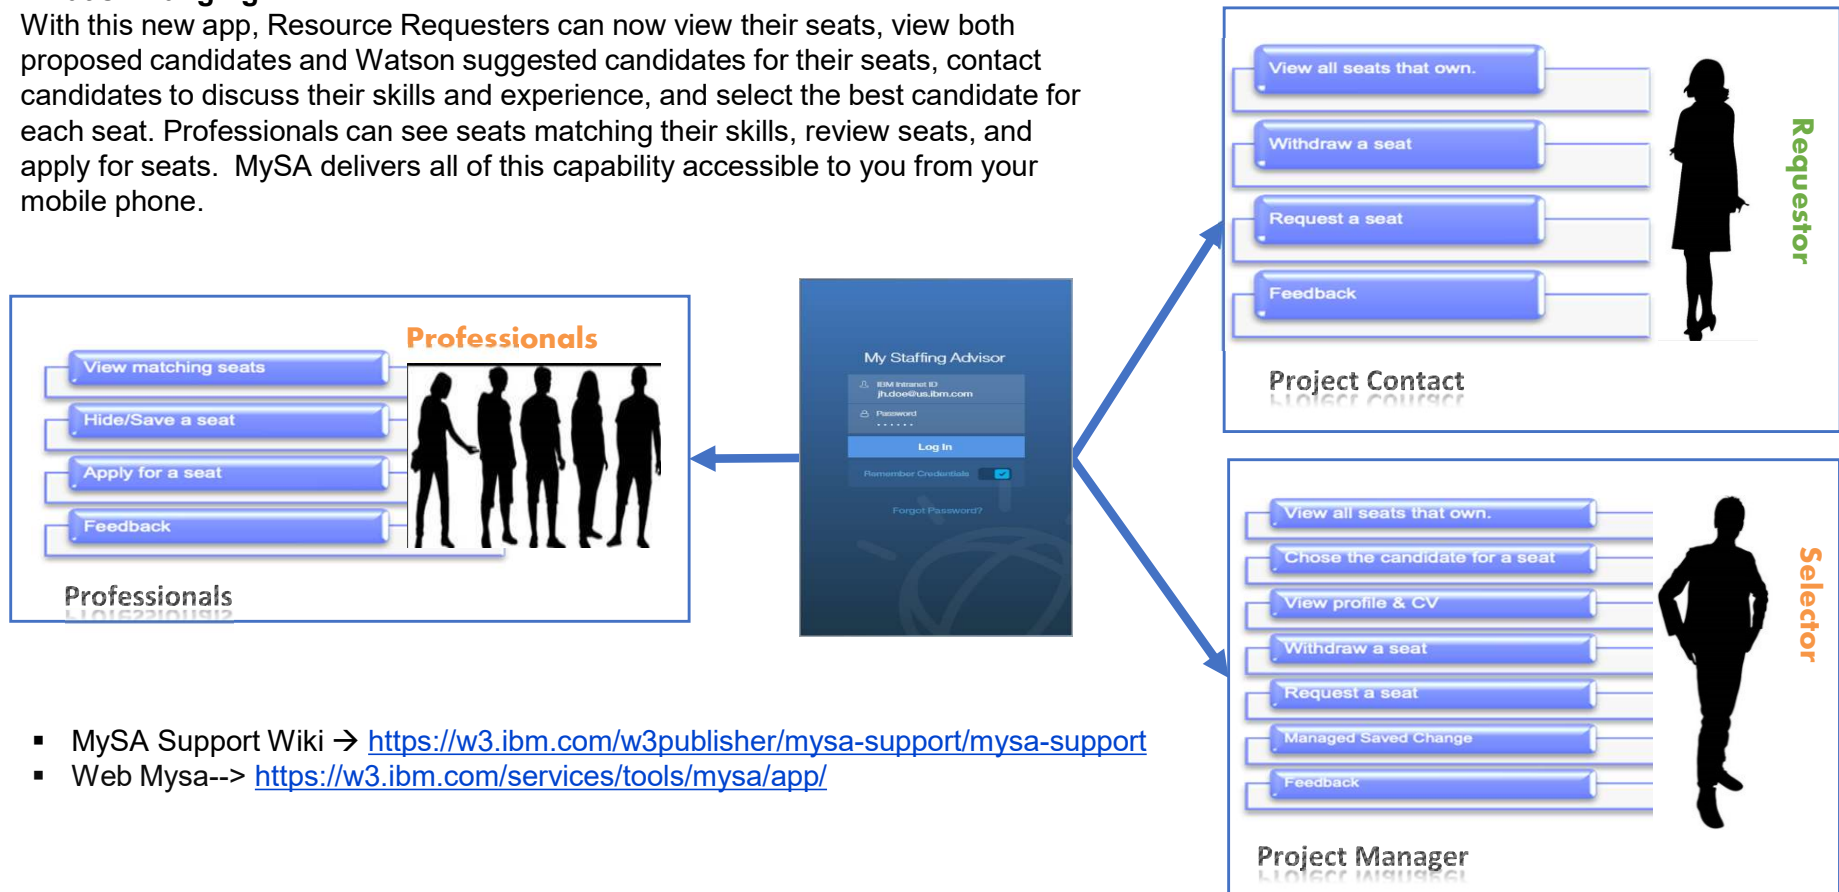 With this new app, Resource Requesters can now view their seats, view both
proposed candidates and Watson suggested candidates for their seats, contact
candidates to discuss their skills and experience, and select the best candidate for
each seat. Professionals can see seats matching their skills, review seats, and
apply for seats.  MySA delivers all of this capability accessible to you from your
mobile phone.
Professionals
View matching seats
Hide/Save a seat
Apply for a seat
Feedback
Professionals
My Staffing Advisor
IBM Intranet ID
jh.doe@us.ibm.com
Password
Log In
Remember Credentials
Forgot Password?
View all seats that own.
Withdraw a seat
Request a seat
Feedback
Requestor
Project Contact
View all seats that own.
Chose the candidate for a seat
View profile & CV
Withdraw a seat
Request a seat
Managed Saved Change
Feedback
Selector
Project Manager
▪ MySA Support Wiki → https://w3.ibm.com/w3publisher/mysa-support/mysa-support
▪ Web Mysa--> https://w3.ibm.com/services/tools/mysa/app/